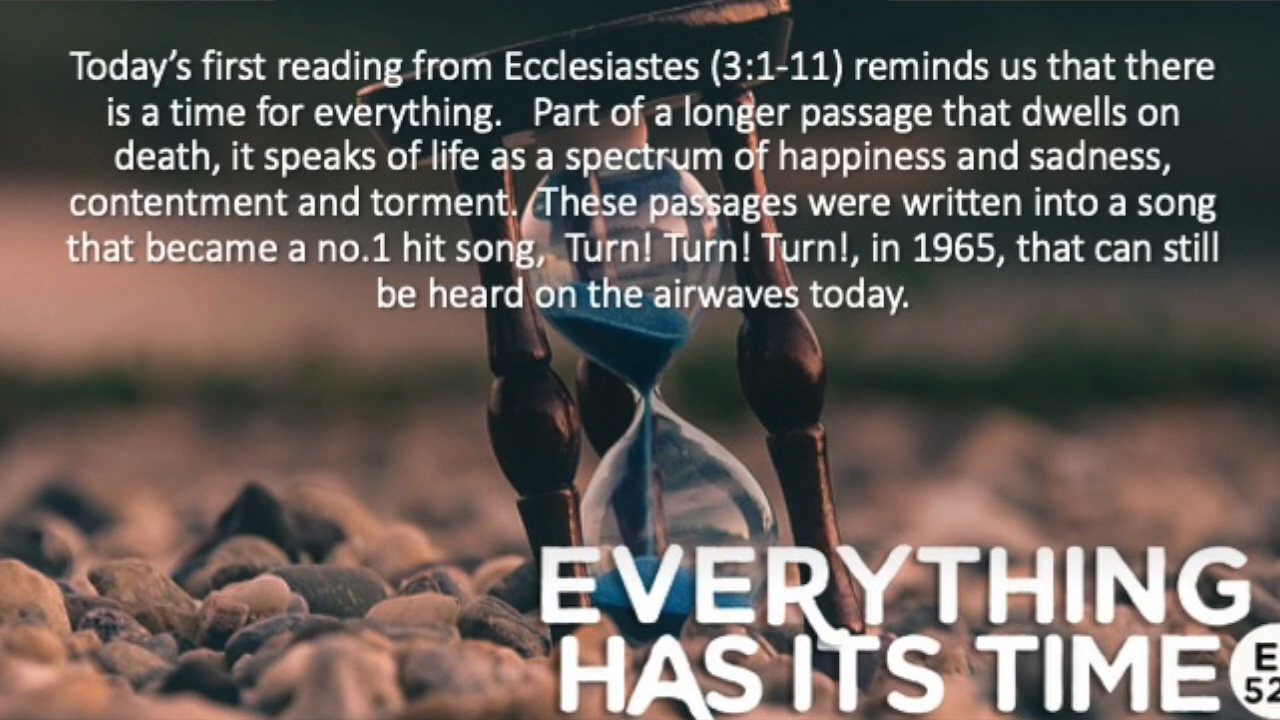 Today’s first reading from Ecclesiastes (3:1-11) reminds us that there
is a time for everything.   Part of a longer passage that dwells on
death, it speaks of life as a spectrum of happiness and sadness,
contentment and torment.  These passages were written into a song
that became a no.1 hit song,  Turn! Turn! Turn!, in 1965, that can still
be heard on the airwaves today.
EVERYTHING
HAS ITS TIME
E
52